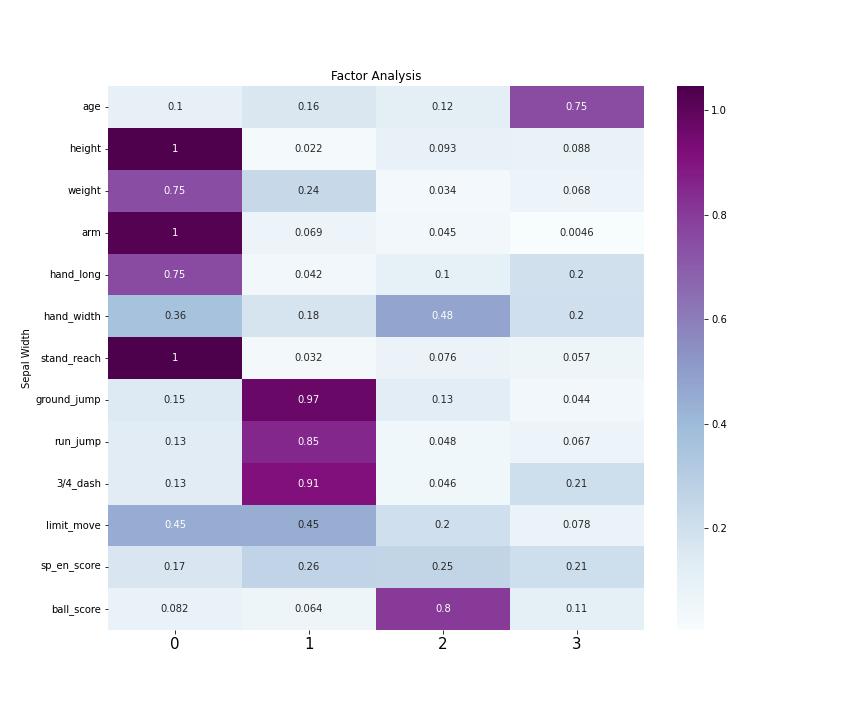 Factor Analysis
age 0.1 0.16 0.12 0.75
height 1 0.022 0.093 0.088
weight 0.75 0.24 0.034 0.068
arm 1 0.069 0.045 0.0046
hand_long 0.75 0.042 0.1 0.2
hand_width 0.36 0.18 0.48 0.2
stand_reach 1 0.032 0.076 0.057
ground_jump 0.15 0.97 0.13 0.044
run_jump 0.13 0.85 0.048 0.067
3/4_dash 0.13 0.91 0.046 0.21
limit_move 0.45 0.45 0.2 0.078
sp_en_score 0.17 0.26 0.25 0.21
ball_score 0.082 0.064 0.8 0.11
0 1 2 3
Sepal Width
1.0
0.8
0.6
0.4
0.2